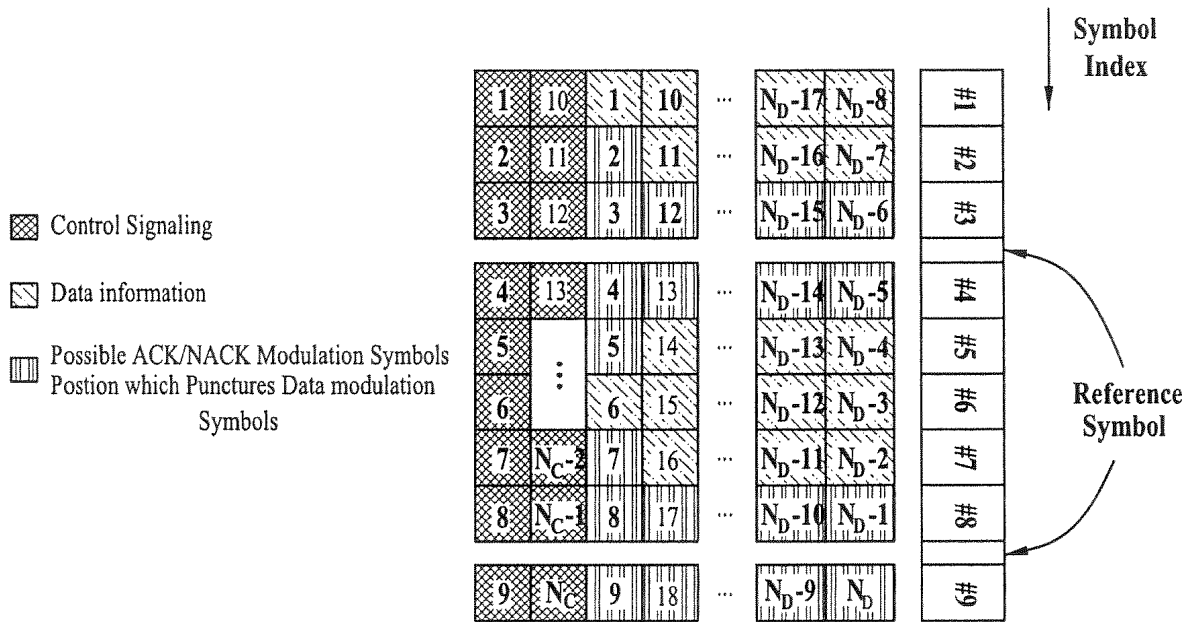 Symbol
Index
1 10 1 10 ... N_D-17 N_D-8 #1
2 11 2 11 ... N_D-16 N_D-7 #2
3 12 3 12 ... N_D-15 N_D-6 #3
Control Signaling
4 13 4 13 ... N_D-14 N_D-5 #4
Data information
5 ⋮ 5 14 ... N_D-13 N_D-4 #5
Possible ACK/NACK Modulation Symbols
Postion which Punctures Data modulation
Symbols
6 6 15 ... N_D-12 N_D-3 #6
Reference
Symbol
7 N_C-2 7 16 ... N_D-11 N_D-2 #7
8 N_C-1 8 17 ... N_D-10 N_D-1 #8
9 N_C 9 18 ... N_D-9 N_D #9